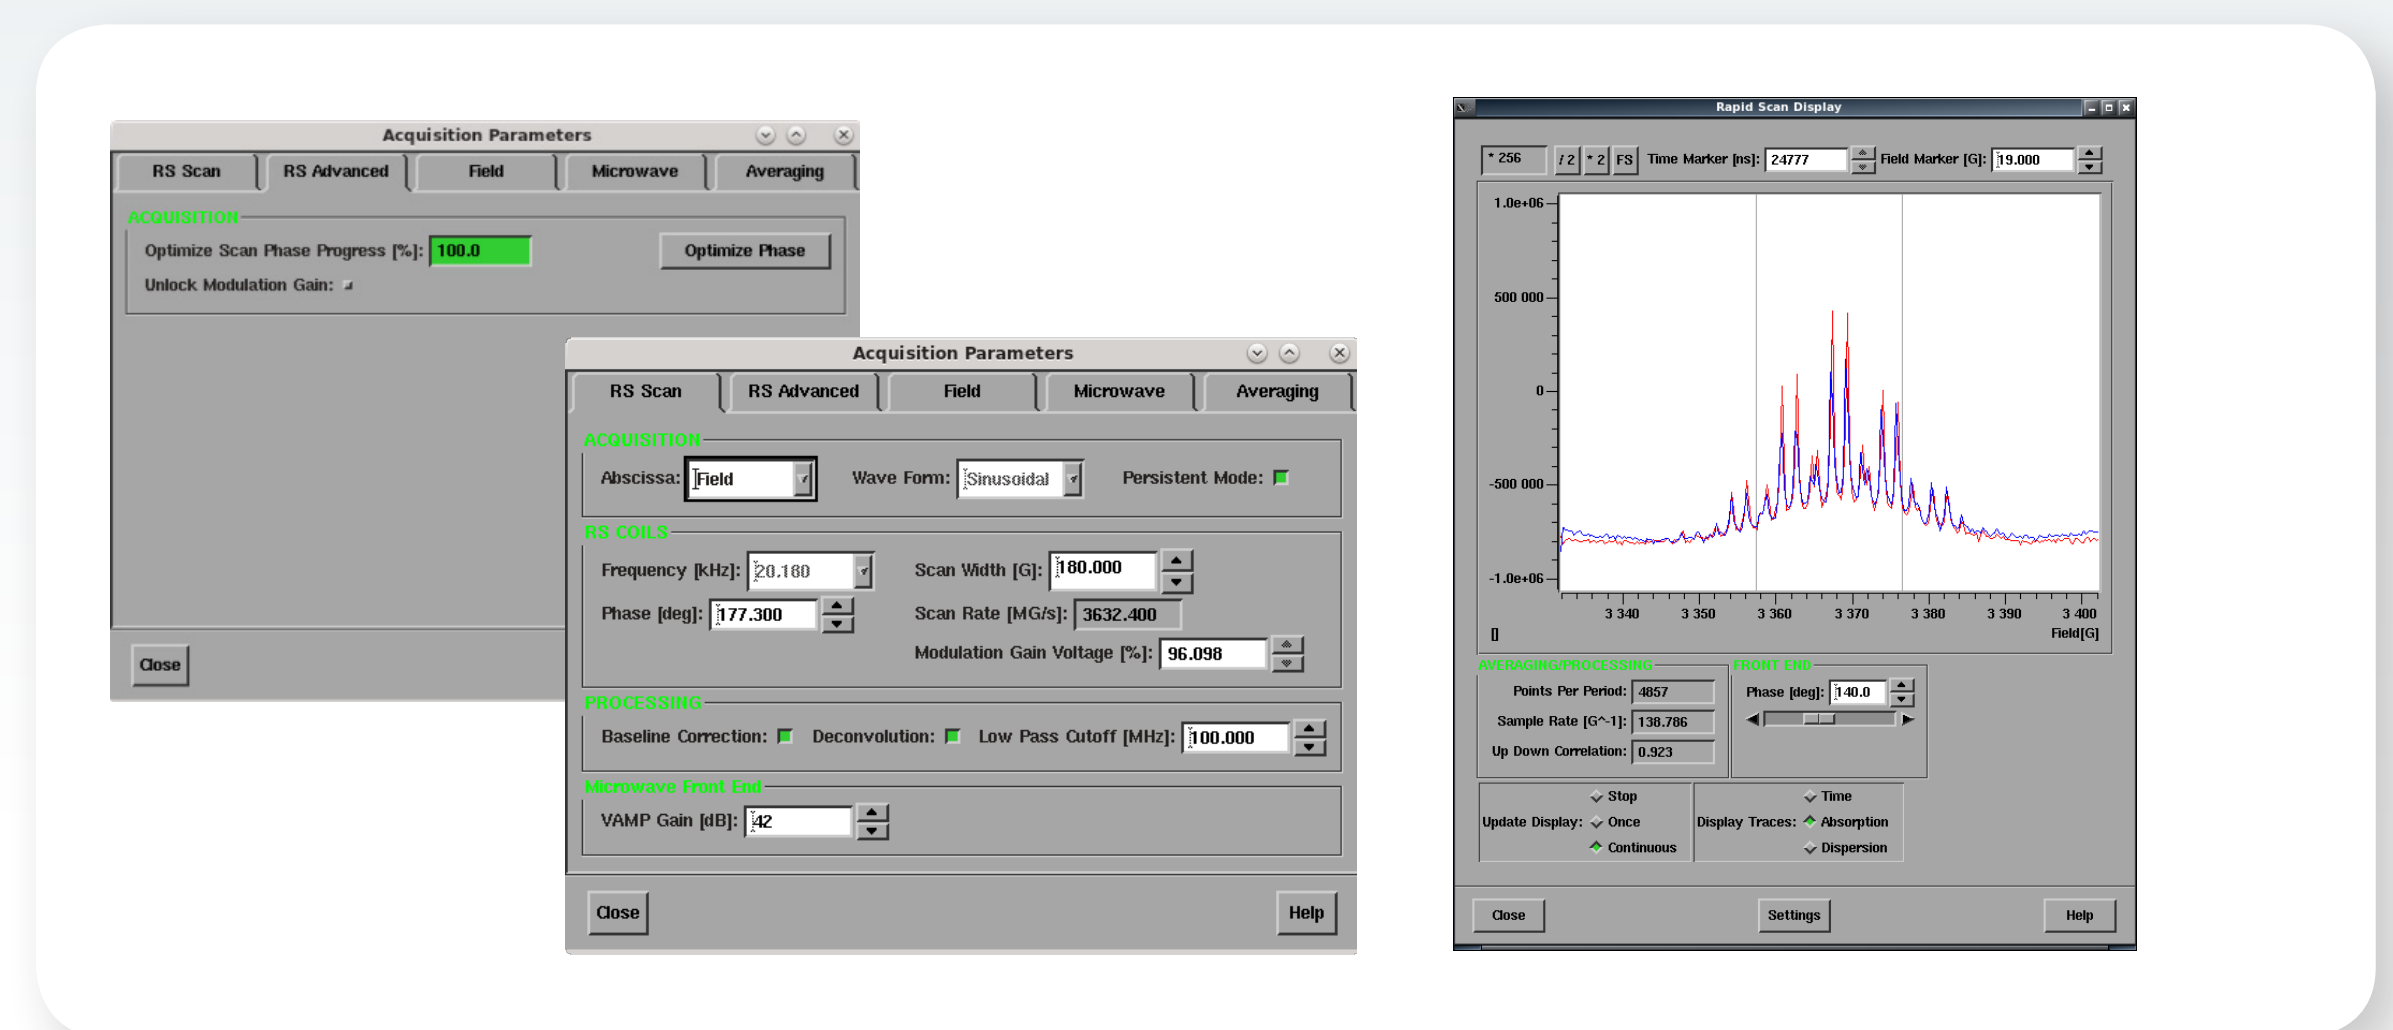 Acquisition Parameters
RS Scan RS Advanced Field Microwave Averaging
ACQUISITION
Optimize Scan Phase Progress [%]: 100.0 Optimize Phase
Unlock Modulation Gain:
Close
Acquisition Parameters
RS Scan RS Advanced Field Microwave Averaging
ACQUISITION
Abscissa: Field Wave Form: Sinusoidal Persistent Mode:
RS COILS
Frequency [kHz]: 20.180 Scan Width [G]: 180.000
Phase [deg]: 177.300 Scan Rate [MG/s]: 3632.400
Modulation Gain Voltage [%]: 96.098
PROCESSING
Baseline Correction: Deconvolution: Low Pass Cutoff [MHz]: 100.000
Microwave Front End
VAMP Gain [dB]: 42
Close Help
Rapid Scan Display
* 256 / 2 * 2 FS Time Marker [ns]: 24777 Field Marker [G]: 19.000
1.0e+06
500 000
0
-500 000
-1.0e+06
3 340 3 350 3 360 3 370 3 380 3 390 3 400
[] Field[G]
AVERAGING/PROCESSING FRONT END
Points Per Period: 4857 Phase [deg]: 140.0
Sample Rate [G^-1]: 138.786
Up Down Correlation: 0.923
Stop Time
Update Display: Once Display Traces: Absorption
Continuous Dispersion
Close Settings Help